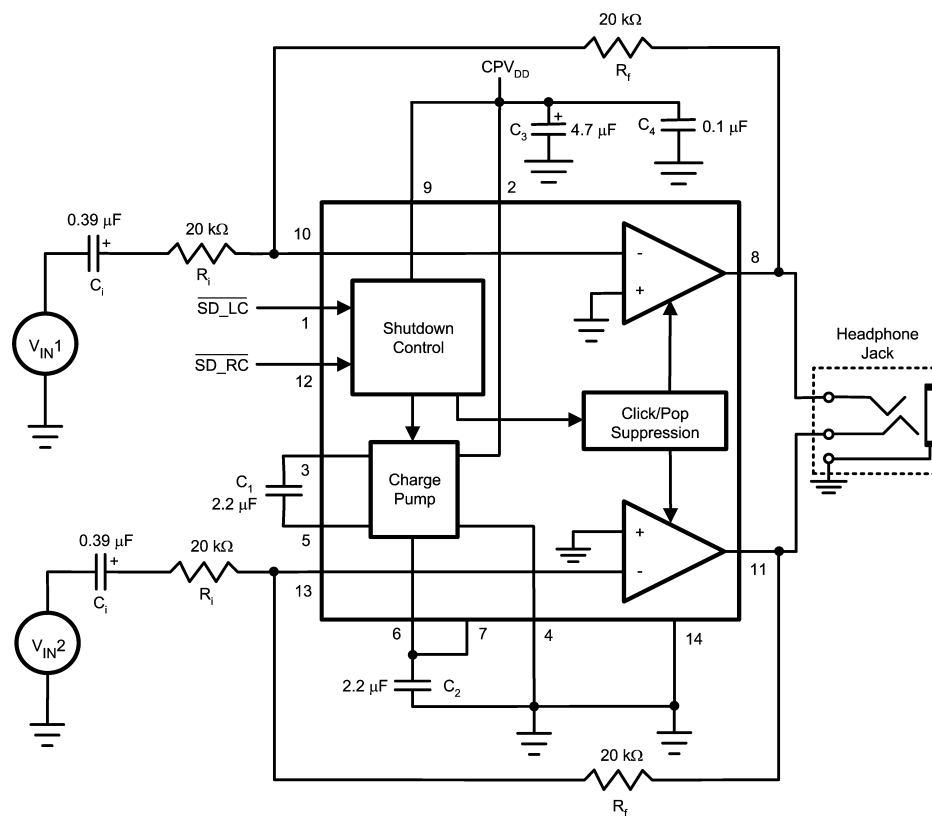 20 kΩ
R_f
CPV_DD
C_3
+
4.7 μF
C_4
0.1 μF
9
2
0.39 μF
+
C_i
20 kΩ
R_i
10
-
+
8
V_IN1
SD_LC
1
SD_RC
12
Shutdown
Control
Click/Pop
Suppression
Headphone
Jack
C_1
2.2 μF
3
5
Charge
Pump
0.39 μF
+
C_i
20 kΩ
R_i
13
+
-
11
V_IN2
6
7
4
14
2.2 μF
C_2
20 kΩ
R_f